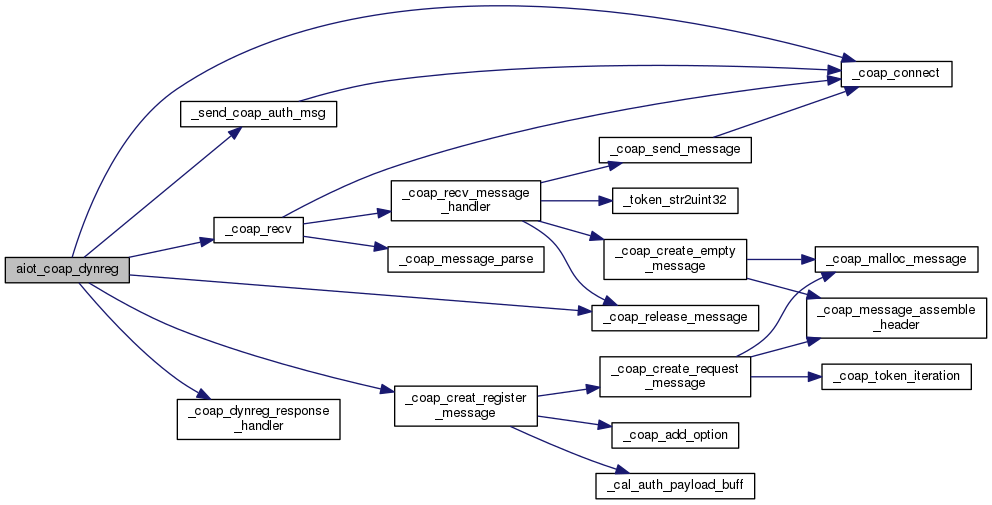 _coap_connect
_send_coap_auth_msg
_coap_send_message
_coap_recv_message
_handler
_token_str2uint32
_coap_recv
_coap_message_parse
_coap_create_empty
_message
_coap_malloc_message
aiot_coap_dynreg
_coap_release_message
_coap_message_assemble
_header
_coap_create_request
_message
_coap_token_iteration
_coap_creat_register
_message
_coap_dynreg_response
_handler
_coap_add_option
_cal_auth_payload_buff